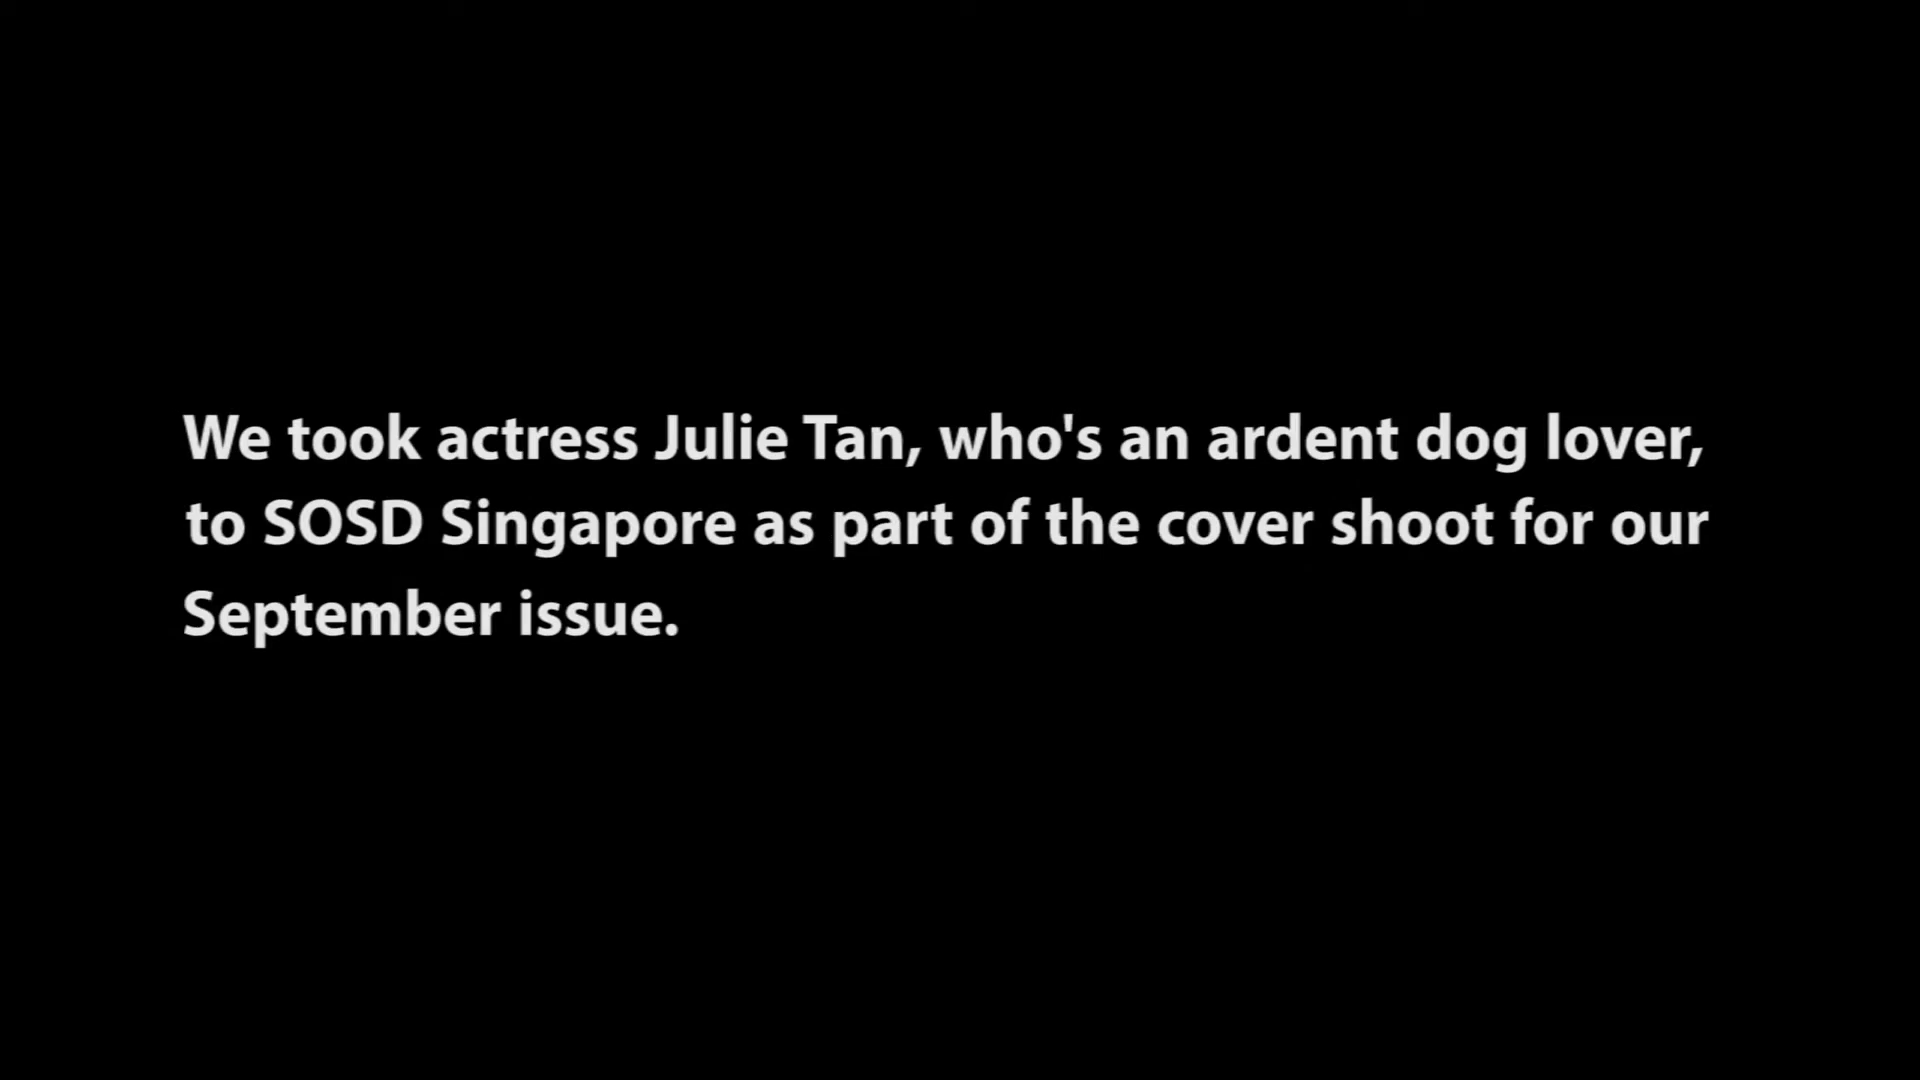 We took actress Julie Tan, who's an ardent dog lover,
to SOSD Singapore as part of the cover shoot for our
September issue.